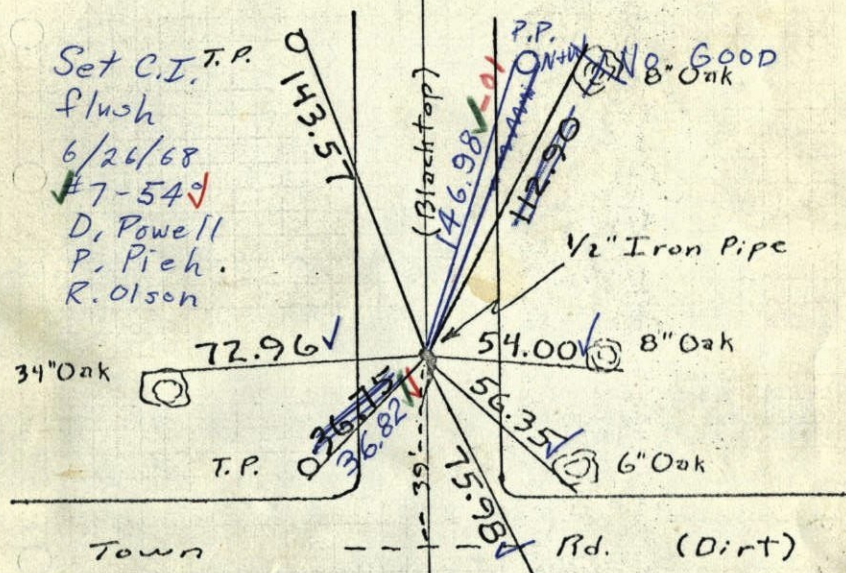 Set C.I.
flush
6/26/68
#7-54
D. Powell
P. Pieh.
R. Olson
T.P.
143.57
(Blacktop)
P.P.
N+W
No Good
8" Oak
146.98
-01
112.90
1/2" Iron Pipe
72.96
34" Oak
54.00
8" Oak
36.75
36.82
T.P.
56.35
6" Oak
39'
75.98
Town Rd. (Dirt)